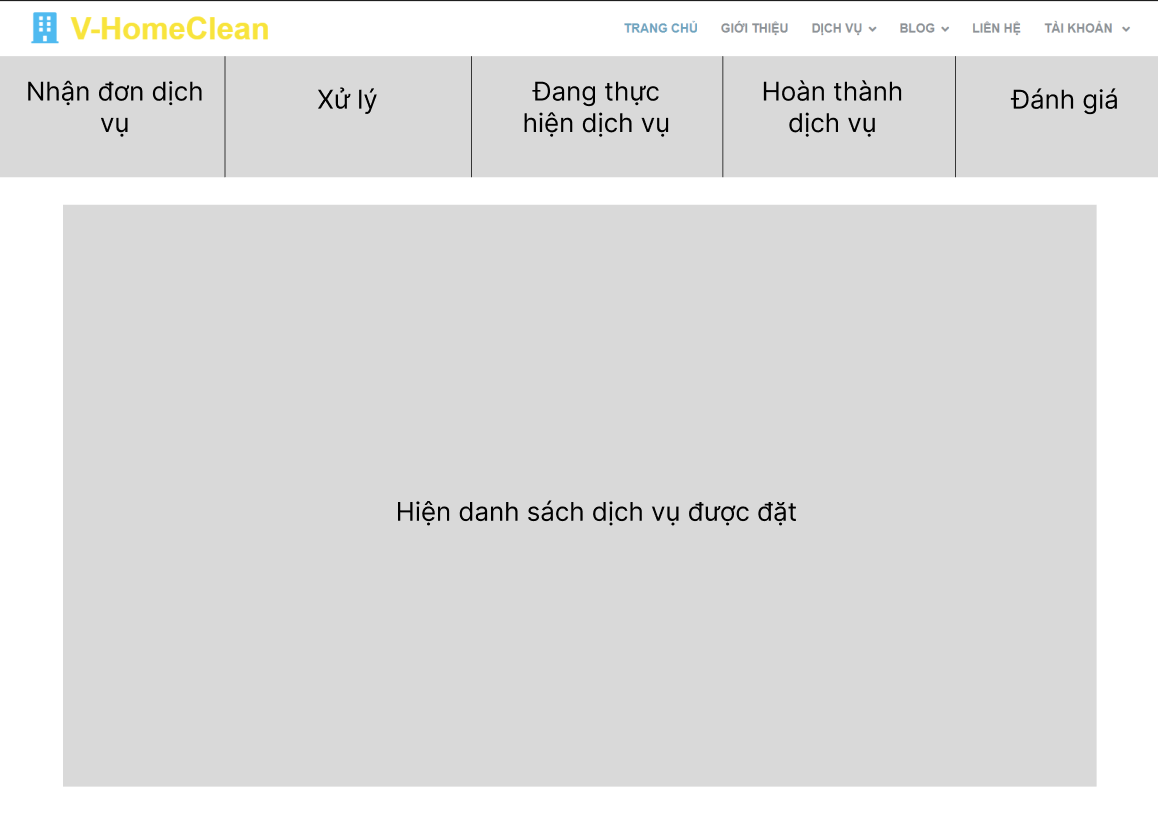 V-HomeClean
TRANG CHỦ GIỚI THIỆU DỊCH VỤ BLOG LIÊN HỆ TÀI KHOẢN
Nhận đơn dịch
vụ
Xử lý
Đang thực
hiện dịch vụ
Hoàn thành
dịch vụ
Đánh giá
Hiện danh sách dịch vụ được đặt